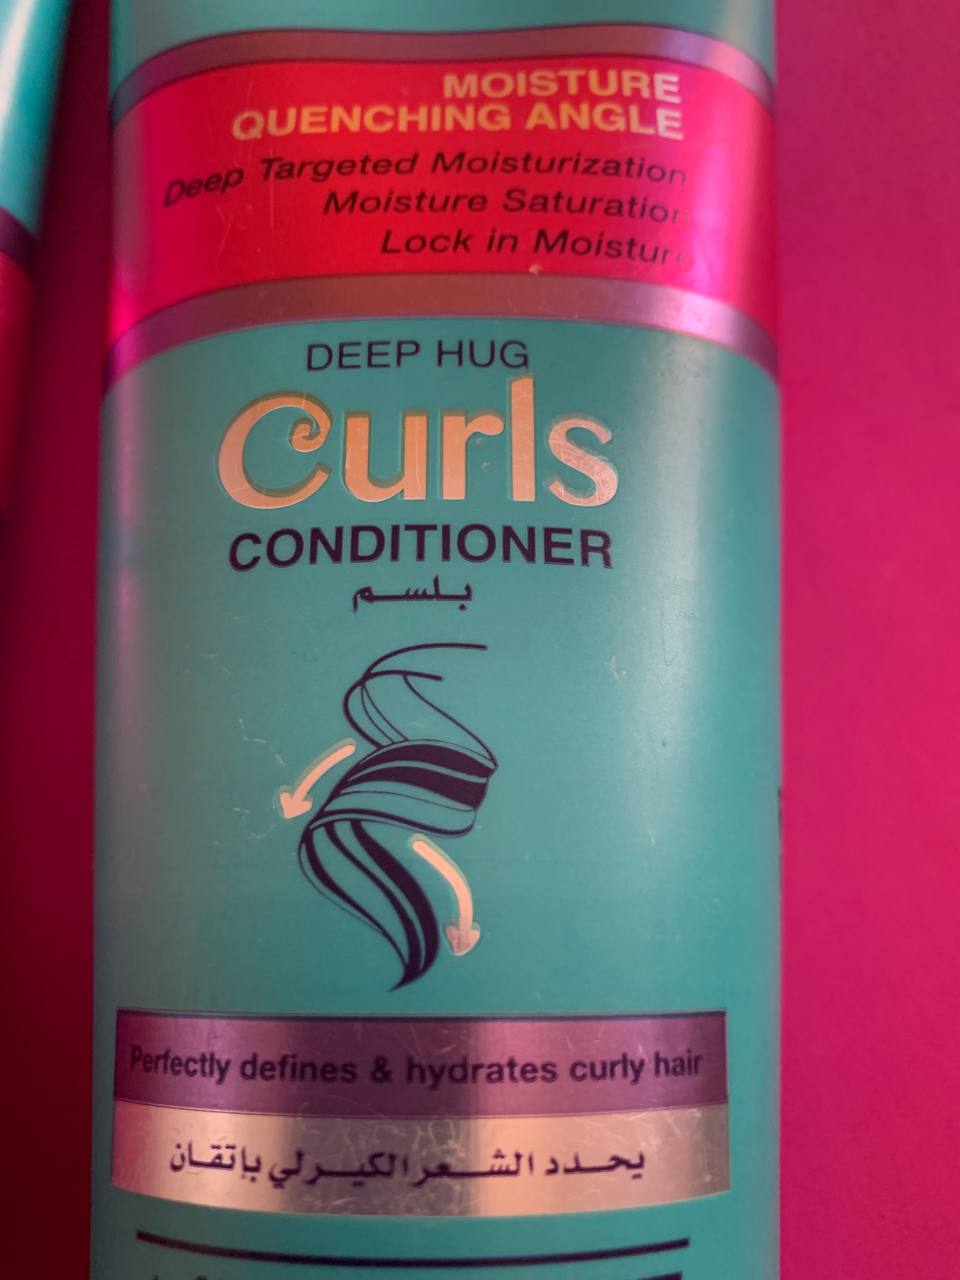 MOISTURE
QUENCHING ANGLE
Deep Targeted Moisturization
Moisture Saturation
Lock in Moisture
DEEP HUG
Curls
CONDITIONER
بلسم
Perfectly defines & hydrates curly hair
يحدد الشعر الكيرلي بإتقان